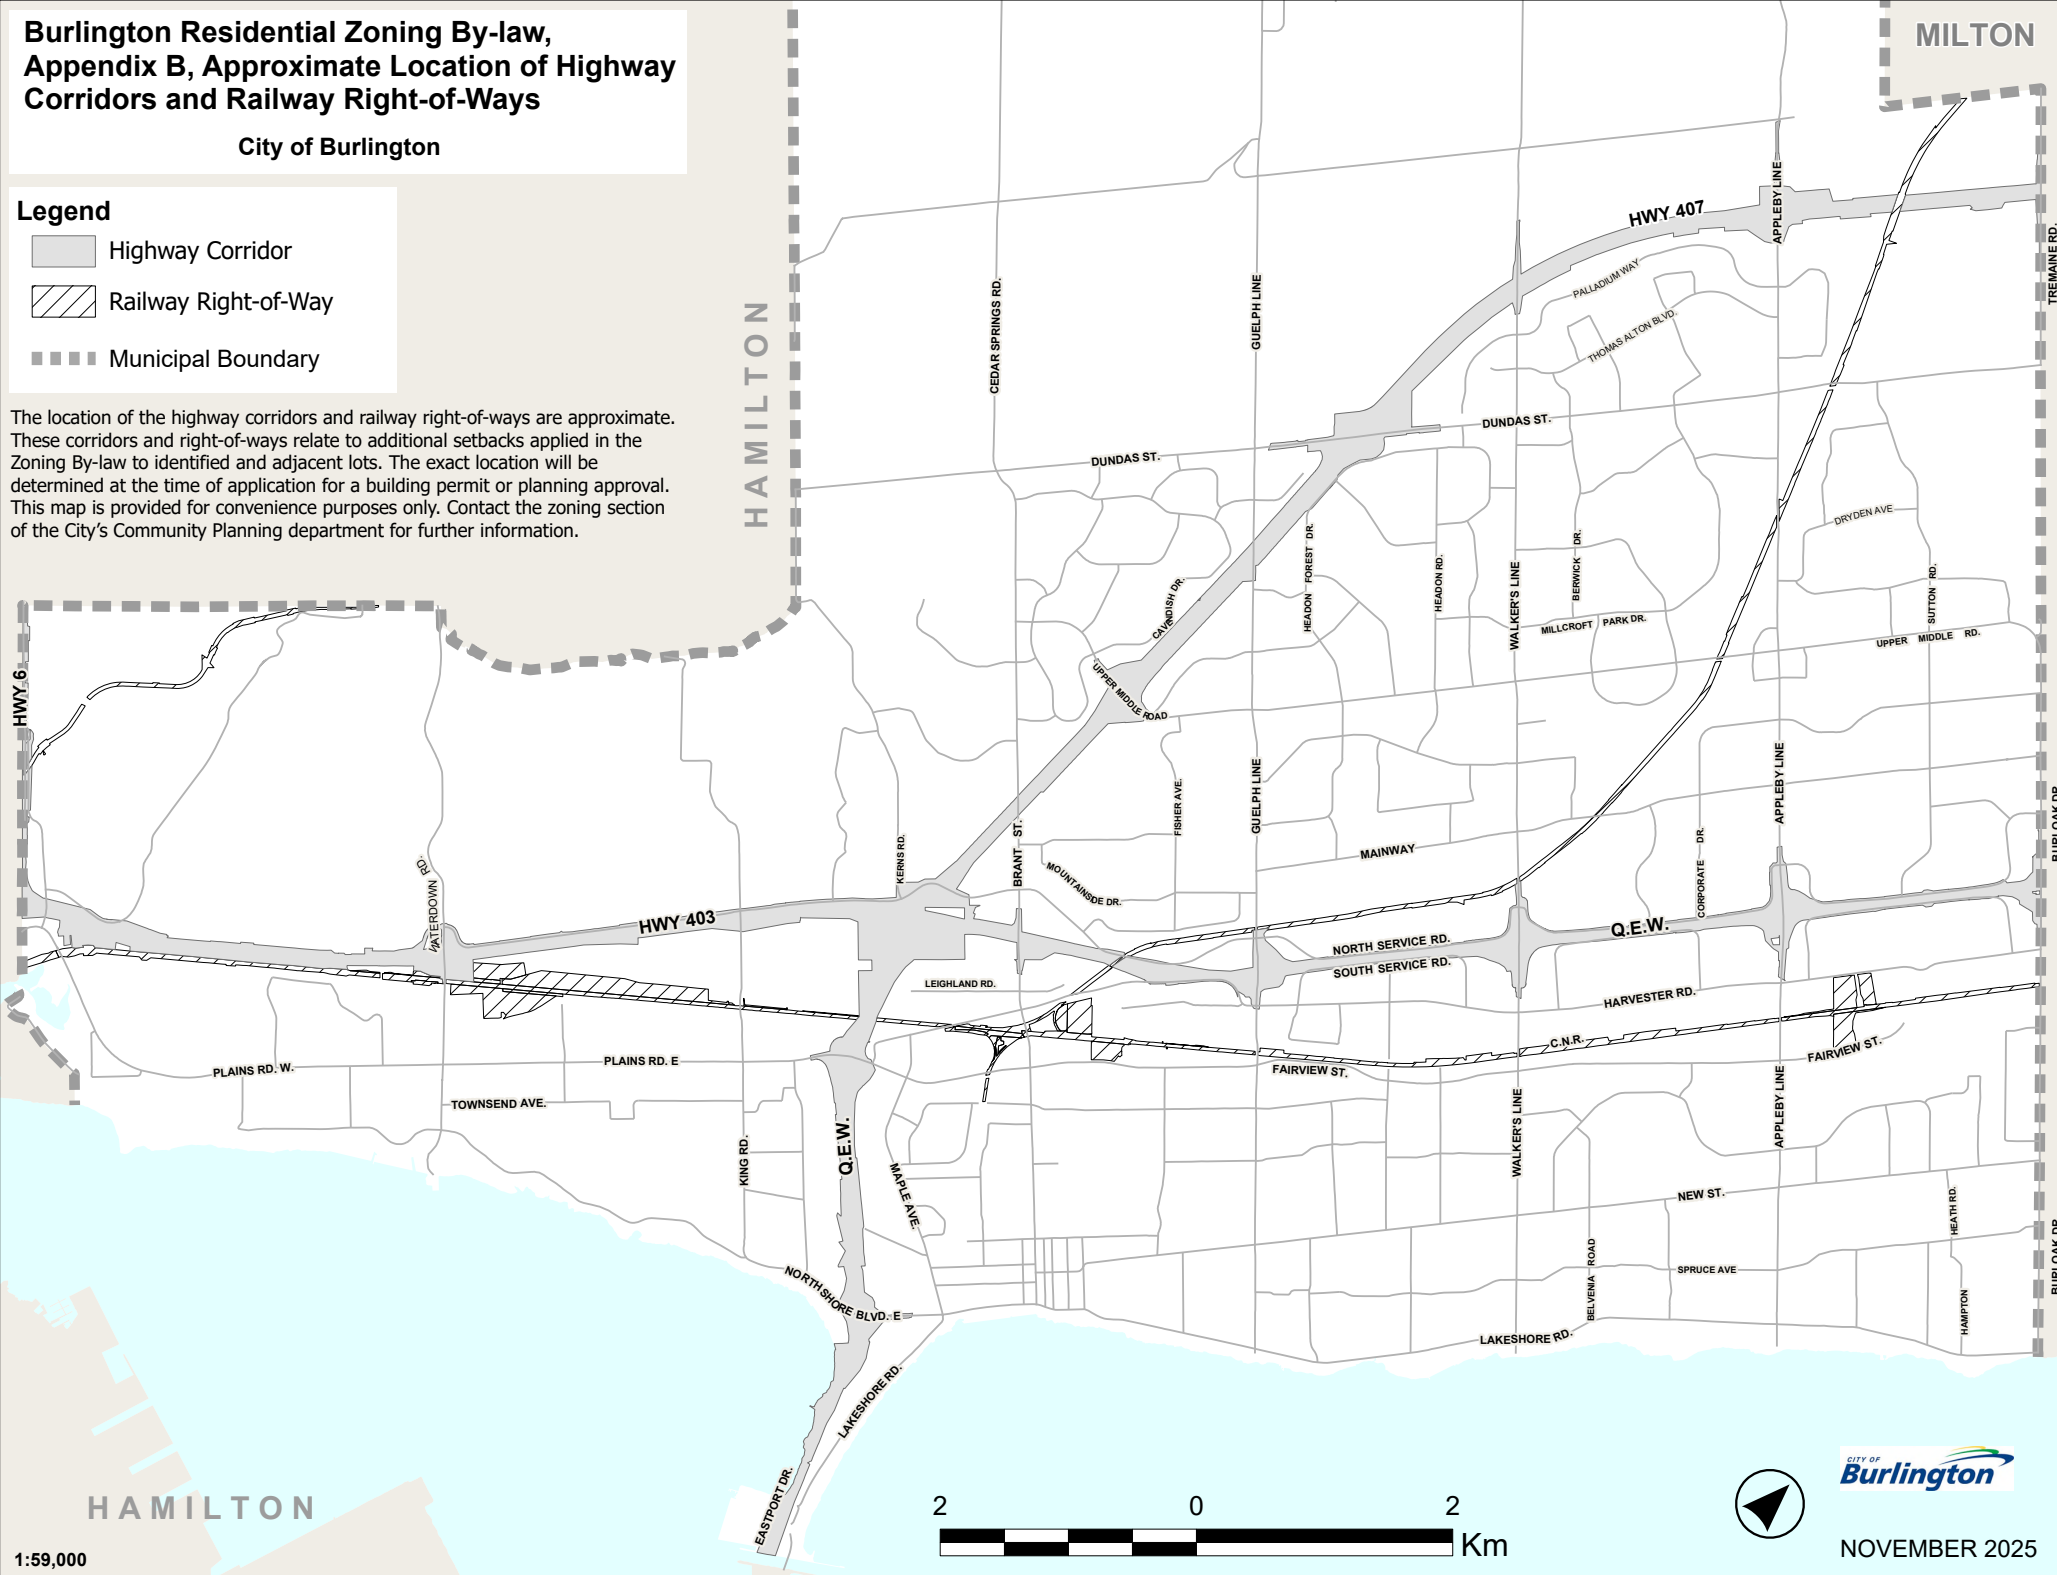 Burlington Residential Zoning By-law,
Appendix B, Approximate Location of Highway
Corridors and Railway Right-of-Ways
City of Burlington
Legend
Highway Corridor
Railway Right-of-Way
Municipal Boundary
The location of the highway corridors and railway right-of-ways are approximate.
These corridors and right-of-ways relate to additional setbacks applied in the
Zoning By-law to identified and adjacent lots. The exact location will be
determined at the time of application for a building permit or planning approval.
This map is provided for convenience purposes only. Contact the zoning section
of the City’s Community Planning department for further information.
MILTON
HAMILTON
HWY 407
APPLEBY LINE
TREMAINE RD.
CEDAR SPRINGS RD.
GUELPH LINE
PALLADIUM WAY
THOMAS ALTON BLVD.
DUNDAS ST.
DUNDAS ST.
DRYDEN AVE
CAVENDISH DR.
HEADON FOREST DR.
HEADON RD.
WALKER'S LINE
BERWICK DR.
MILLCROFT PARK DR.
SUTTON RD.
UPPER MIDDLE RD.
UPPER MIDDLE ROAD
HWY 6
WATERDOWN RD.
KERNS RD.
BRANT ST.
FISHER AVE.
GUELPH LINE
MAINWAY
CORPORATE DR.
APPLEBY LINE
BURLOAK DR.
MOUNTAINSIDE DR.
HWY 403
NORTH SERVICE RD.
SOUTH SERVICE RD.
Q.E.W.
LEIGHLAND RD.
HARVESTER RD.
C.N.R.
FAIRVIEW ST.
FAIRVIEW ST.
PLAINS RD. W.
PLAINS RD. E
TOWNSEND AVE.
KING RD.
Q.E.W.
MAPLE AVE.
WALKER'S LINE
APPLEBY LINE
NEW ST.
HEATH RD.
BELVENIA ROAD
SPRUCE AVE
HAMPTON
BURLOAK DR.
NORTH SHORE BLVD. E
LAKESHORE RD.
LAKESHORE RD.
EASTPORT DR.
HAMILTON
1:59,000
2 0 2
Km
CITY OF
Burlington
NOVEMBER 2025